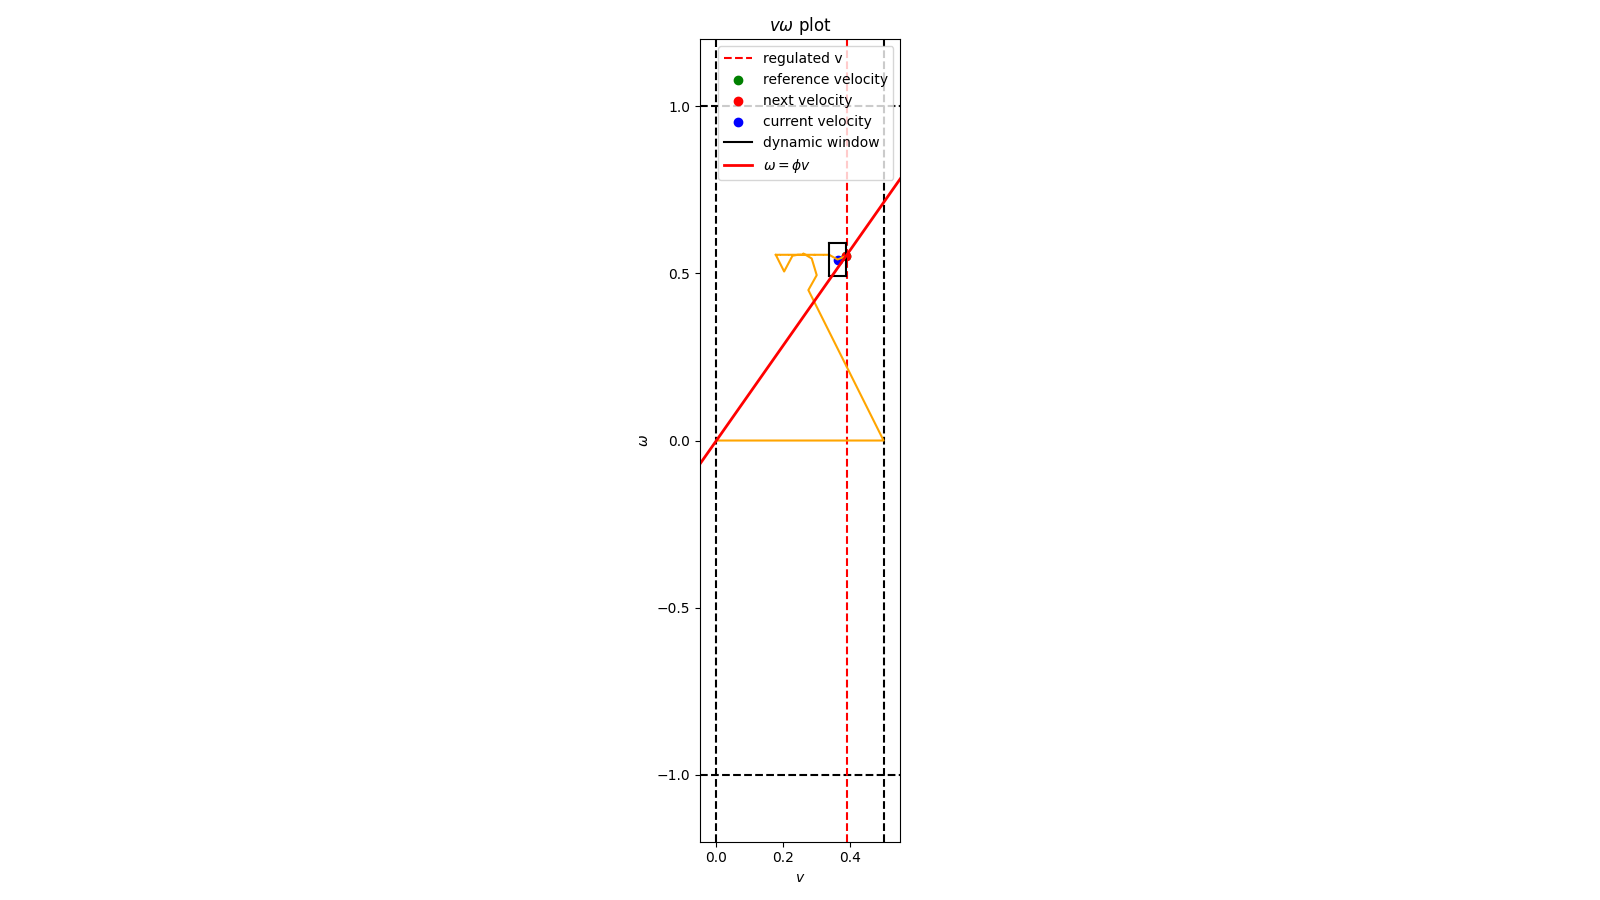 vω plot
regulated v
reference velocity
next velocity
current velocity
dynamic window
ω = ϕv
1.0
0.5
0.0
−0.5
−1.0
ω
0.0 0.2 0.4
v